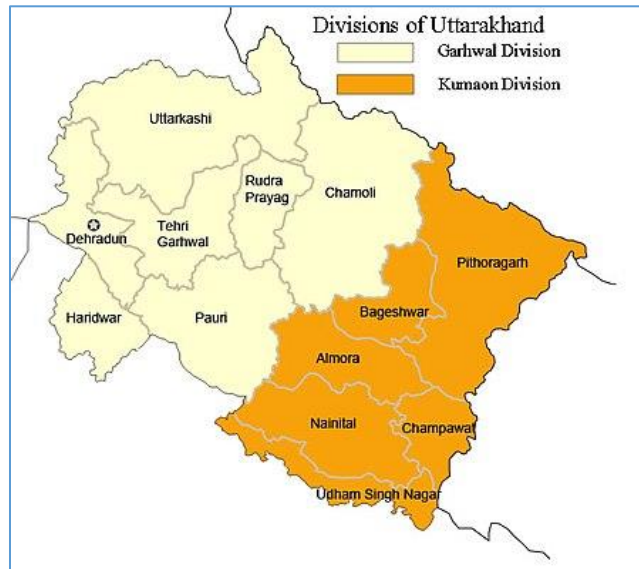 Divisions of Uttarakhand
Garhwal Division
Kumaon Division
Uttarkashi
Rudra
Prayag
Chamoli
Tehri
Garhwal
Dehradun
Pithoragarh
Haridwar
Pauri
Bageshwar
Almora
Nainital
Champawat
Udham Singh Nagar